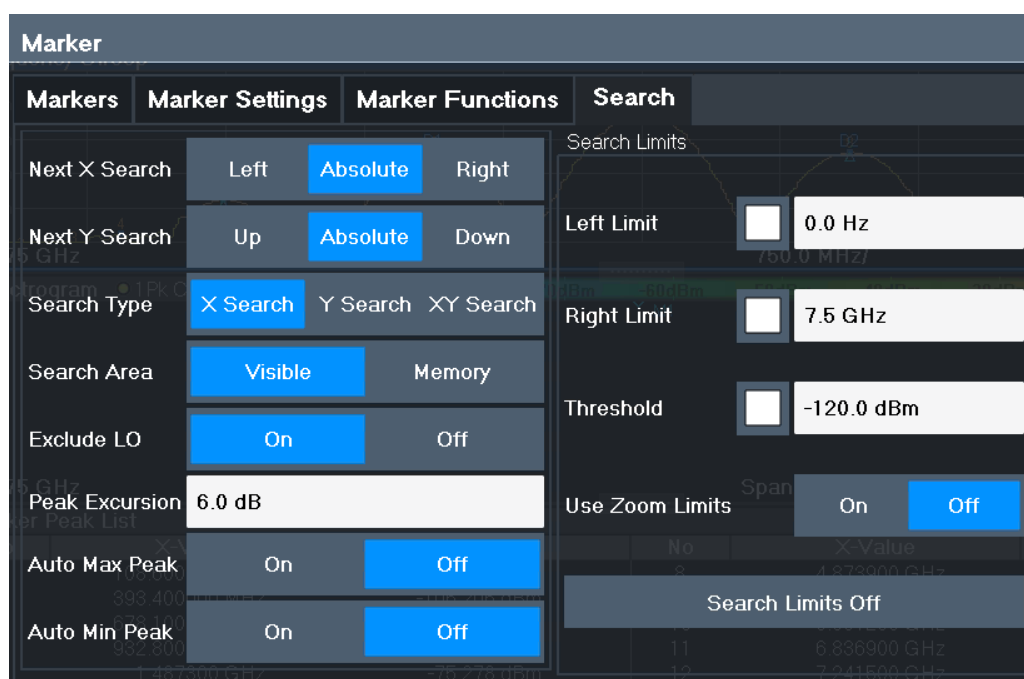 Marker
Markers Marker Settings Marker Functions Search
Next X Search Left Absolute Right
Next Y Search Up Absolute Down
Search Type X Search Y Search XY Search
Search Area Visible Memory
Exclude LO On Off
Peak Excursion 6.0 dB
Auto Max Peak On Off
Auto Min Peak On Off
Search Limits
Left Limit 0.0 Hz
750.0 MHz/
Right Limit 7.5 GHz
Threshold -120.0 dBm
Span
Use Zoom Limits On Off
No X-Value
8 4.873900 GHz
Search Limits Off
11 6.836900 GHz
12 7.241500 GHz
1.487300 GHz -75.278 dBm